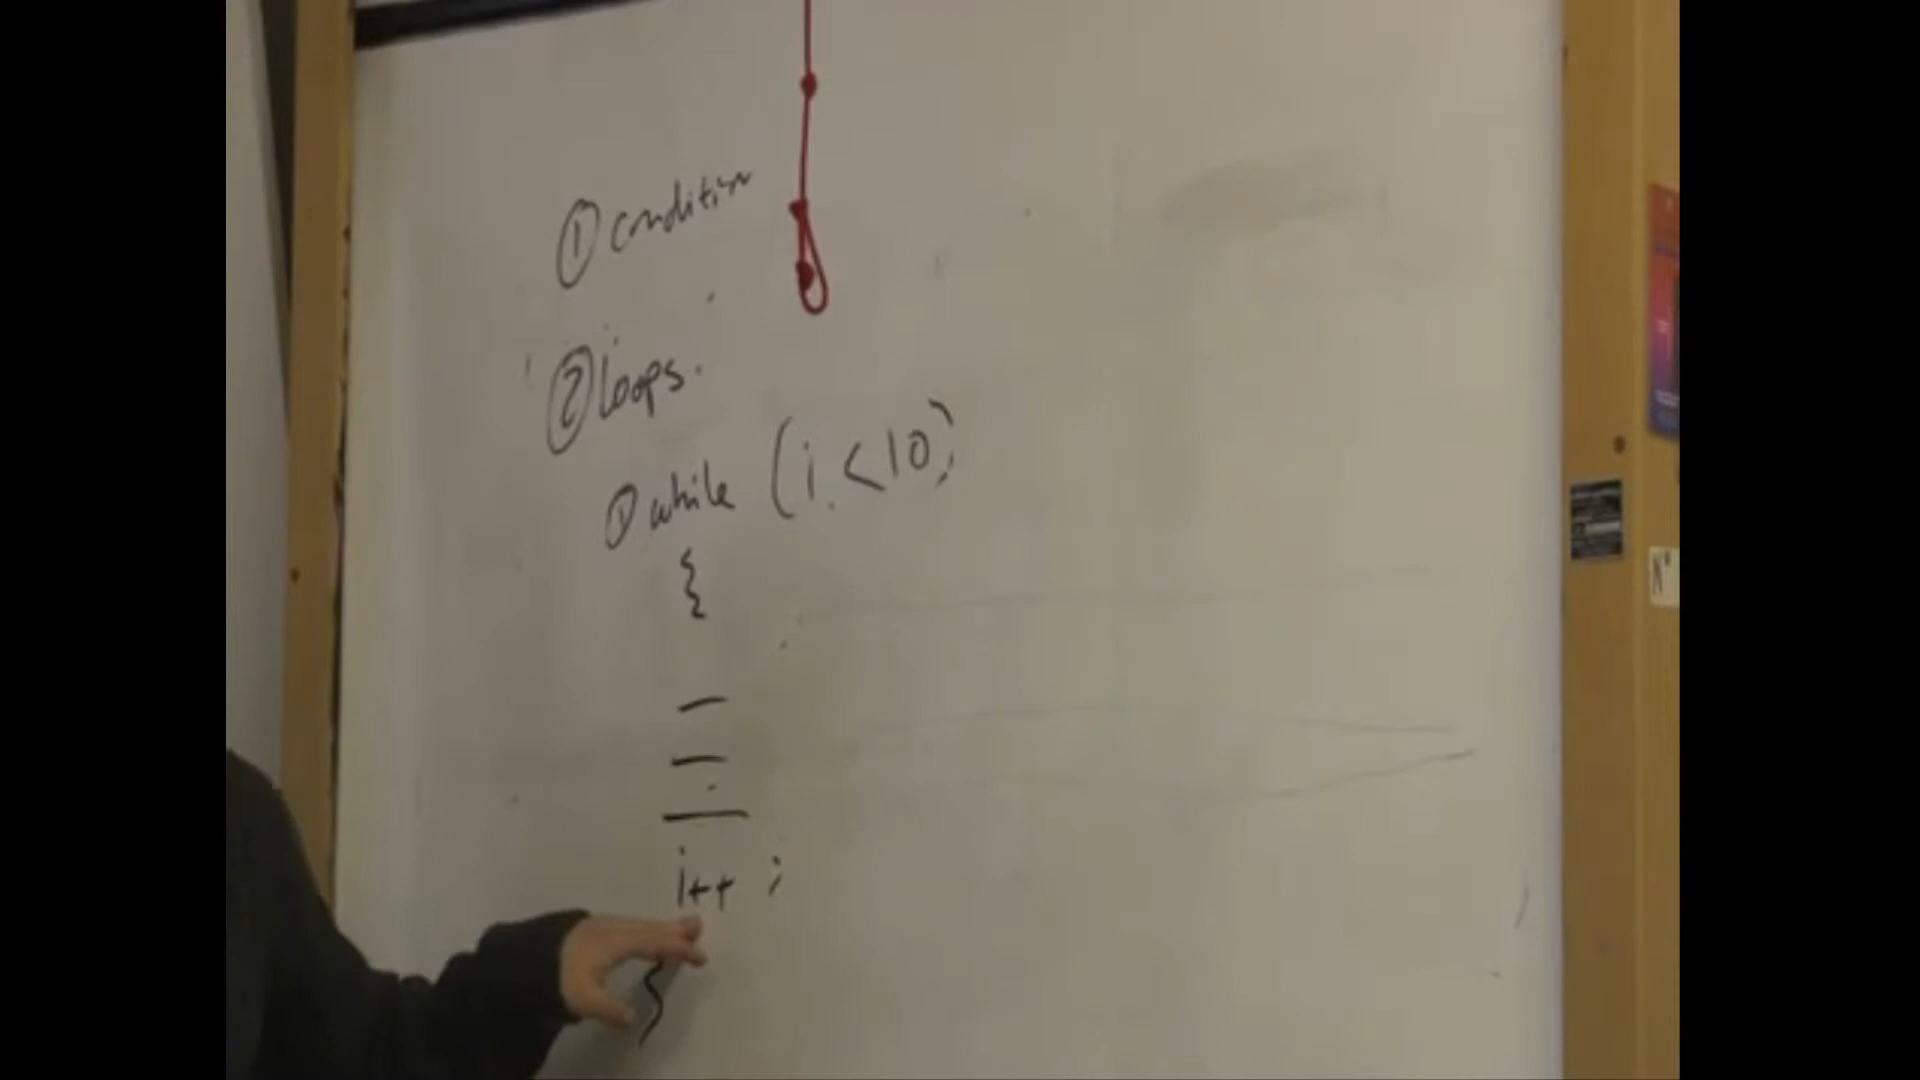 ① condition
② loops.
① while (i < 10)
{
—
—
—
i++ ;
}
N°